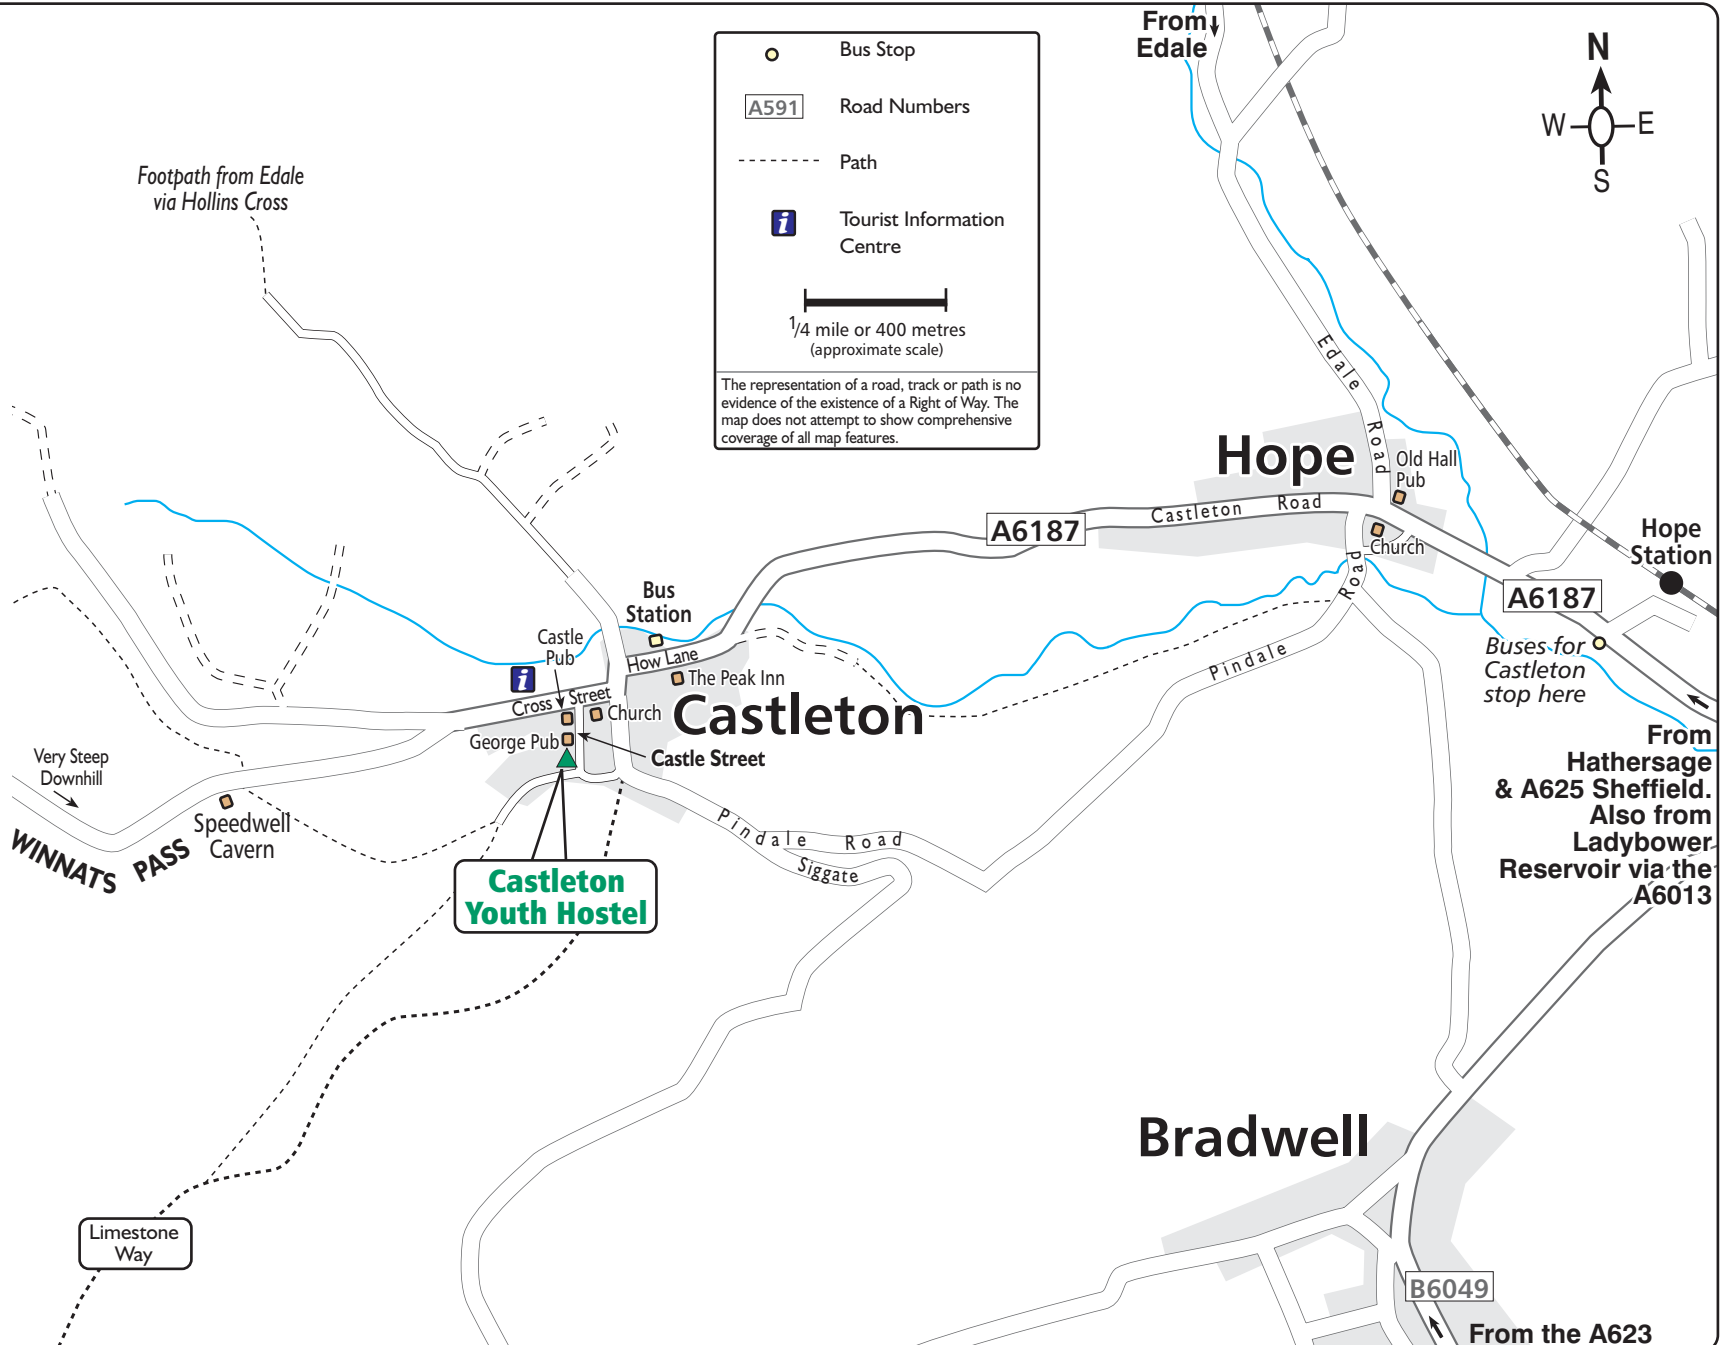 From
Edale
N
W
E
S
Bus Stop
A591
Road Numbers
Path
i
Tourist Information
Centre
1/4 mile or 400 metres
(approximate scale)
The representation of a road, track or path is no
evidence of the existence of a Right of Way. The
map does not attempt to show comprehensive
coverage of all map features.
Footpath from Edale
via Hollins Cross
Edale Road
Hope
Old Hall
Pub
Castleton Road
A6187
Church
Hope
Station
A6187
Road
Buses for
Castleton
stop here
Bus
Station
Castle
Pub
How Lane
i
The Peak Inn
Cross Street
Church
Castleton
George Pub
Castle Street
Pindale
From
Hathersage
& A625 Sheffield.
Also from
Ladybower
Reservoir via the
A6013
Very Steep
Downhill
Speedwell
Cavern
WINNATS PASS
Pindale Road
Siggate
Castleton
Youth Hostel
Bradwell
Limestone
Way
B6049
From the A623